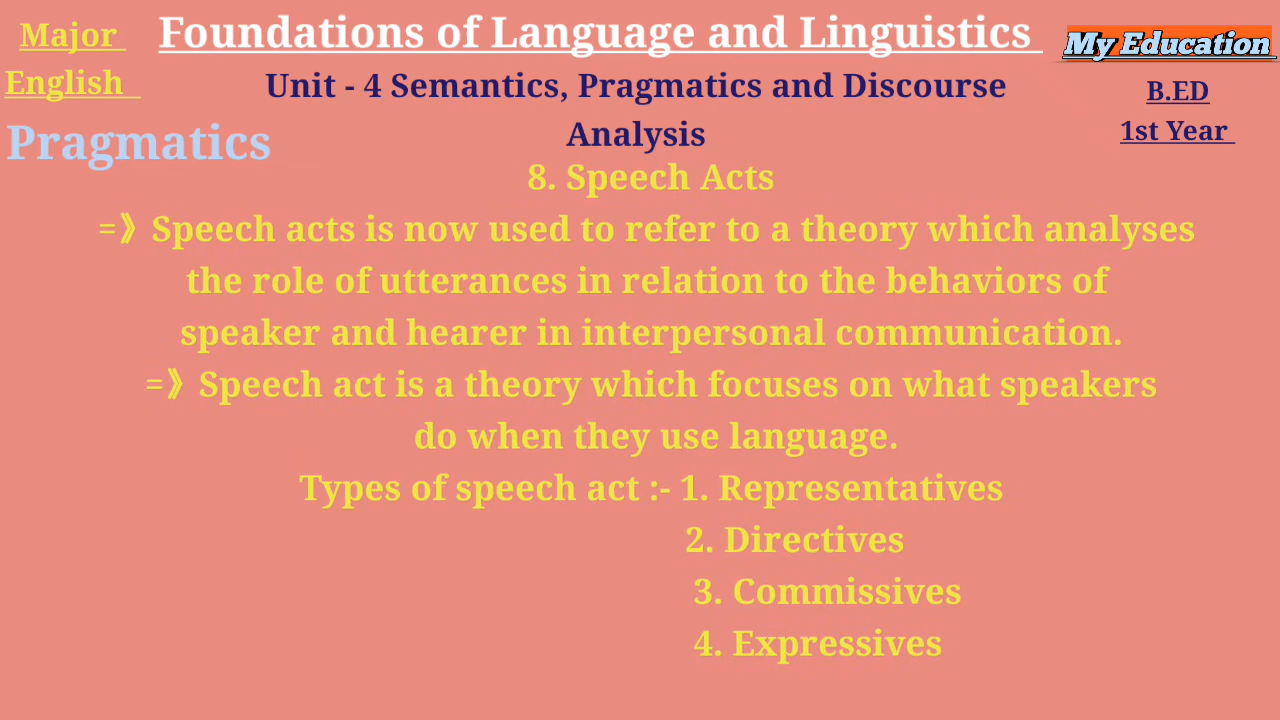 Major
English
Foundations of Language and Linguistics
My Education
Unit - 4 Semantics, Pragmatics and Discourse
Analysis
B.ED
1st Year
Pragmatics
8. Speech Acts
=》Speech acts is now used to refer to a theory which analyses
the role of utterances in relation to the behaviors of
speaker and hearer in interpersonal communication.
=》Speech act is a theory which focuses on what speakers
do when they use language.
Types of speech act :- 1. Representatives
2. Directives
3. Commissives
4. Expressives